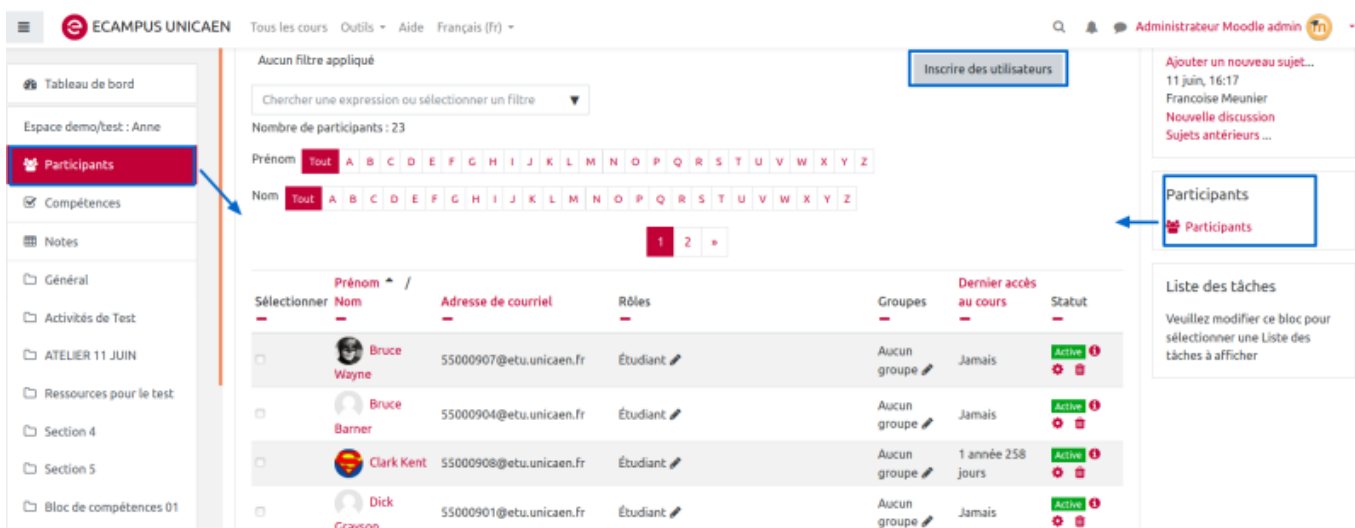 ECAMPUS UNICAEN Tous les cours Outils Aide Français (fr) Administrateur Moodle admin
Tableau de bord
Espace demo/test : Anne
Participants
Compétences
Notes
Général
Activités de Test
ATELIER 11 JUIN
Ressources pour le test
Section 4
Section 5
Bloc de compétences 01
Aucun filtre appliqué
Inscrire des utilisateurs
Chercher une expression ou sélectionner un filtre ▼
Nombre de participants : 23
Prénom Tout A B C D E F G H I J K L M N O P Q R S T U V W X Y Z
Nom Tout A B C D E F G H I J K L M N O P Q R S T U V W X Y Z
1 2 »
Sélectionner Prénom / Nom Adresse de courriel Rôles Groupes Dernier accès au cours Statut
Bruce Wayne 55000907@etu.unicaen.fr Étudiant Aucun groupe Jamais Active
Bruce Barner 55000904@etu.unicaen.fr Étudiant Aucun groupe Jamais Active
Clark Kent 55000908@etu.unicaen.fr Étudiant Aucun groupe 1 année 258 jours Active
Dick Grayson 55000901@etu.unicaen.fr Étudiant Aucun groupe Jamais Active
Ajouter un nouveau sujet...
11 juin, 16:17
Francoise Meunier
Nouvelle discussion
Sujets antérieurs ...
Participants
Participants
Liste des tâches
Veuillez modifier ce bloc pour
sélectionner une Liste des
tâches à afficher